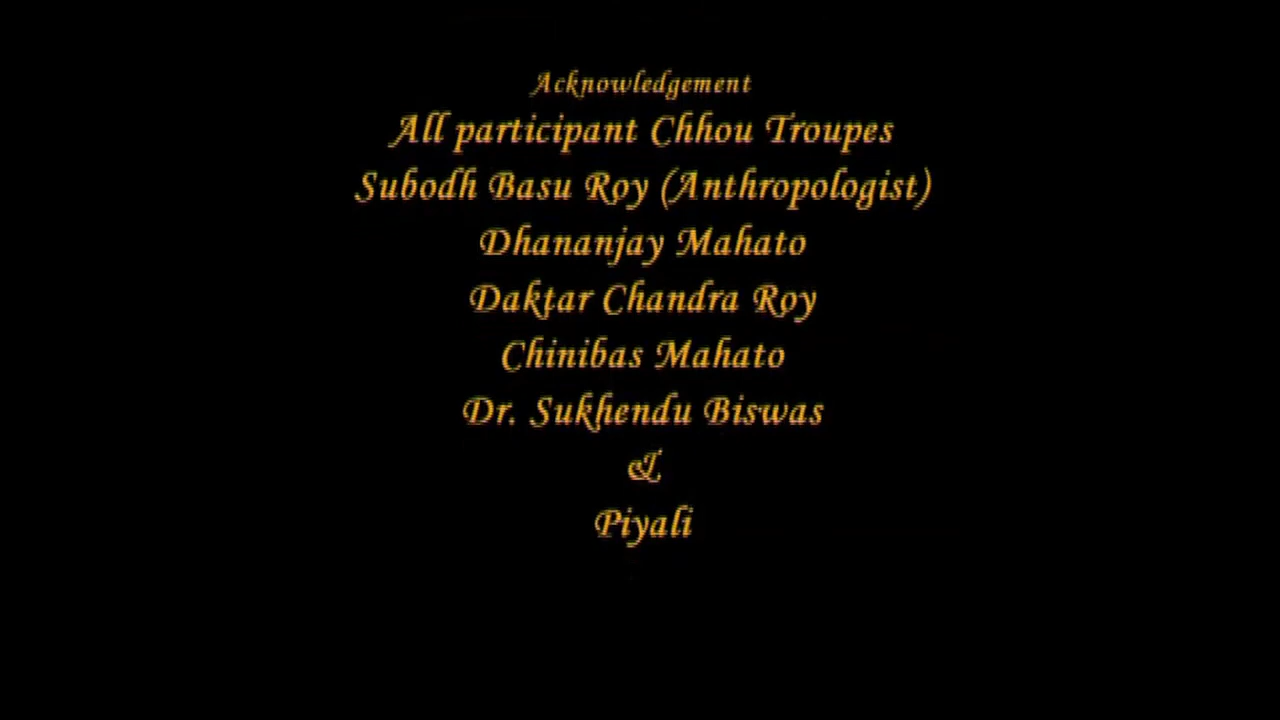 Acknowledgement
All participant Chhou Troupes
Subodh Basu Roy (Anthropologist)
Dhananjay Mahato
Daktar Chandra Roy
Chinibas Mahato
Dr. Sukhendu Biswas
&
Piyali